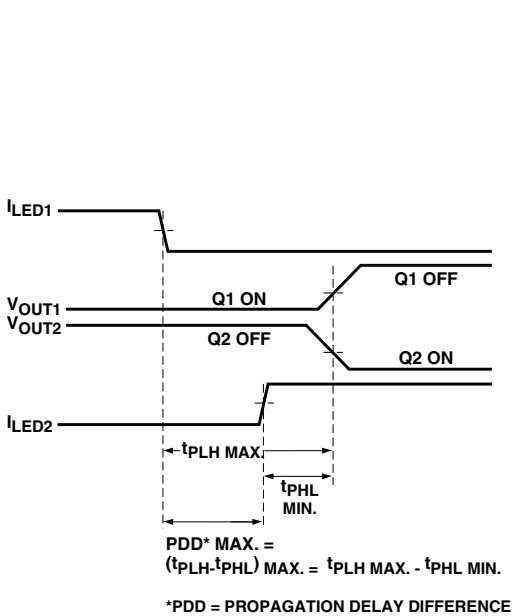 ILED1
Q1 OFF
VOUT1
Q1 ON
VOUT2
Q2 OFF
Q2 ON
ILED2
tPLH MAX.
tPHL
MIN.
PDD* MAX. =
(tPLH-tPHL) MAX. = tPLH MAX. - tPHL MIN.
*PDD = PROPAGATION DELAY DIFFERENCE